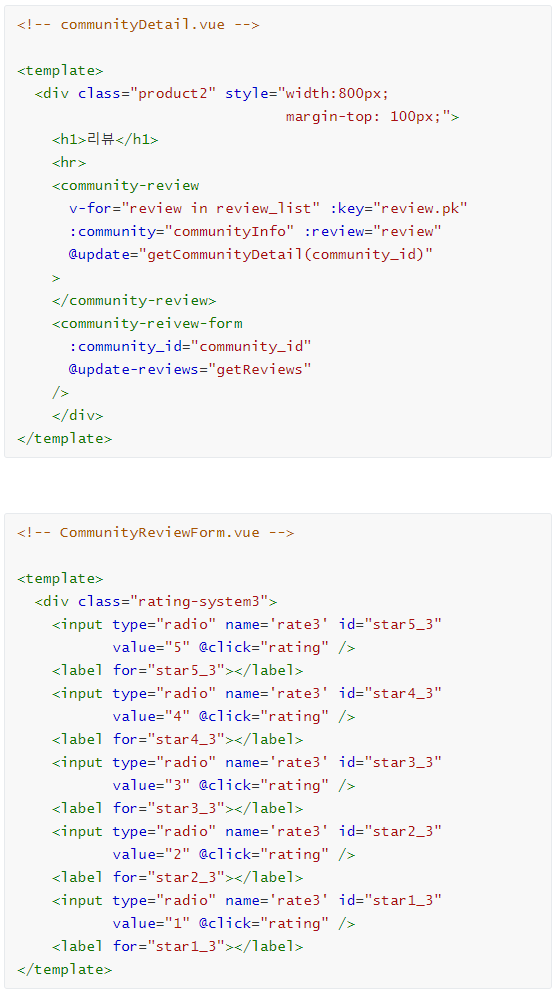 <!-- communityDetail.vue -->
<template>
<div class="product2" style="width:800px;
margin-top: 100px;">
<h1>리뷰</h1>
<hr>
<community-review
v-for="review in review_list" :key="review.pk"
:community="communityInfo" :review="review"
@update="getCommunityDetail(community_id)"
>
</community-review>
<community-reivew-form
:community_id="community_id"
@update-reviews="getReviews"
/>
</div>
</template>
<!-- CommunityReviewForm.vue -->
<template>
<div class="rating-system3">
<input type="radio" name='rate3' id="star5_3"
value="5" @click="rating" />
<label for="star5_3"></label>
<input type="radio" name='rate3' id="star4_3"
value="4" @click="rating" />
<label for="star4_3"></label>
<input type="radio" name='rate3' id="star3_3"
value="3" @click="rating" />
<label for="star3_3"></label>
<input type="radio" name='rate3' id="star2_3"
value="2" @click="rating" />
<label for="star2_3"></label>
<input type="radio" name='rate3' id="star1_3"
value="1" @click="rating" />
<label for="star1_3"></label>
</template>